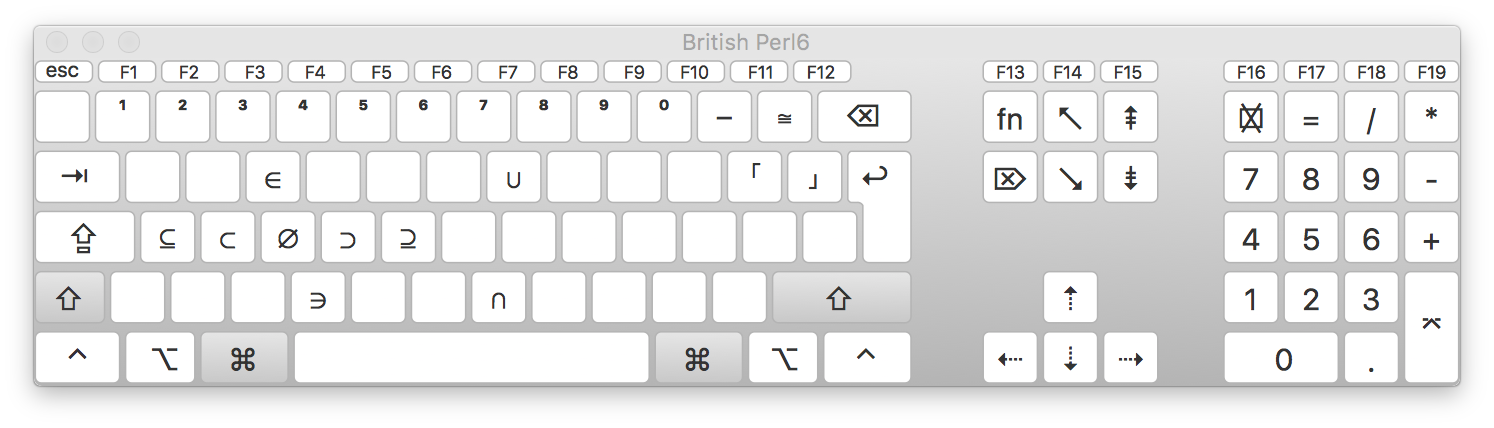 British Perl6
esc F1 F2 F3 F4 F5 F6 F7 F8 F9 F10 F11 F12 F13 F14 F15 F16 F17 F18 F19
1 2 3 4 5 6 7 8 9 0 − ≅ ⌫ fn ↖ ⇞ ⌧ = / *
⇥ ∈ ∪ 「 」 ↩ ⌦ ↘ ⇟ 7 8 9 -
⇪ ⊆ ⊂ ∅ ⊃ ⊇ 4 5 6 +
⇧ ∋ ∩ ⇧ ⇡ 1 2 3 ⌤
⌃ ⌥ ⌘ ⌘ ⌥ ⌃ ⇠ ⇣ ⇢ 0 .